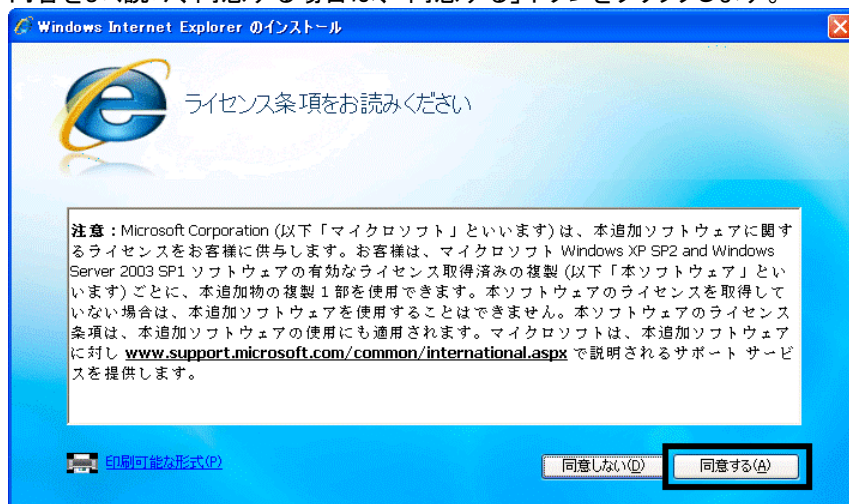 Windows Internet Explorer のインストール
ライセンス条項をお読みください
注意：Microsoft Corporation (以下「マイクロソフト」といいます) は、本追加ソフトウェアに関す
るライセンスをお客様に供与します。お客様は、マイクロソフト Windows XP SP2 and Windows
Server 2003 SP1 ソフトウェアの有効なライセンス取得済みの複製 (以下「本ソフトウェア」とい
います) ごとに、本追加物の複製 1 部を使用できます。本ソフトウェアのライセンスを取得して
いない場合は、本追加ソフトウェアを使用することはできません。本ソフトウェアのライセンス
条項は、本追加ソフトウェアの使用にも適用されます。マイクロソフトは、本追加ソフトウェア
に対し www.support.microsoft.com/common/international.aspx で説明されるサポート サービ
スを提供します。
印刷可能な形式(P)
同意しない(D)
同意する(A)